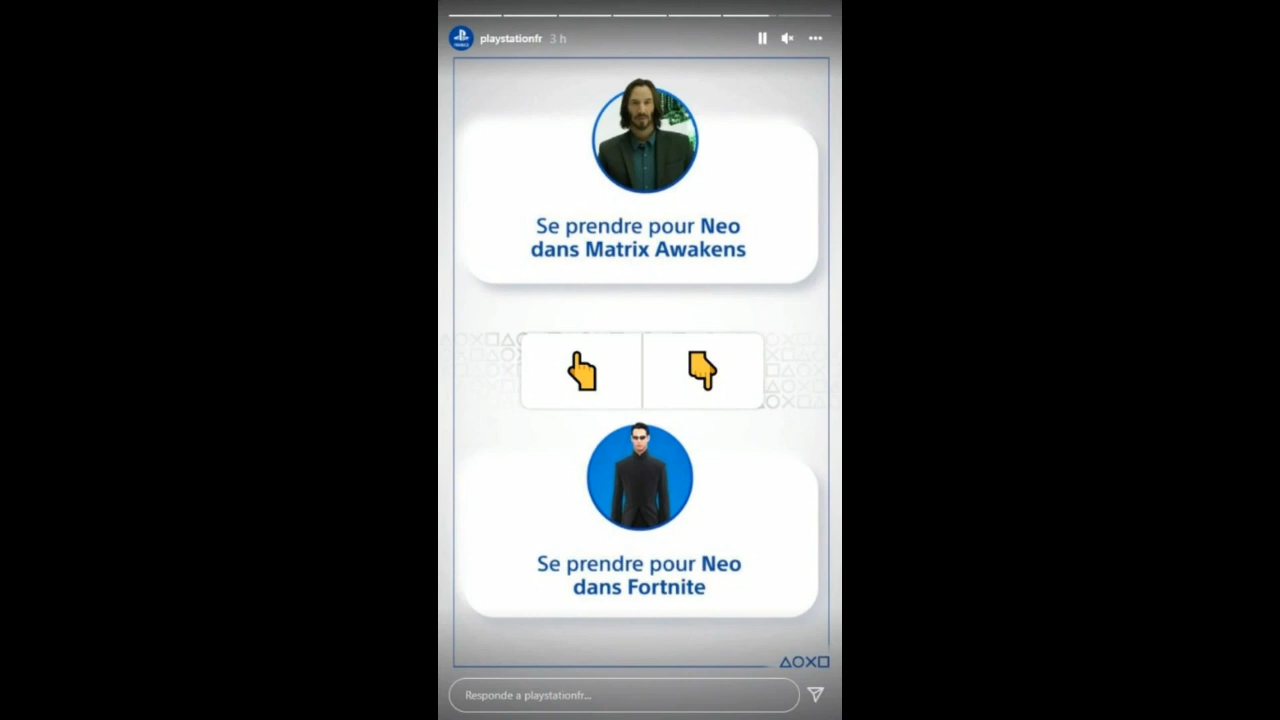 playstationfr 3 h
Se prendre pour Neo
dans Matrix Awakens
Se prendre pour Neo
dans Fortnite
Responde a playstationfr...